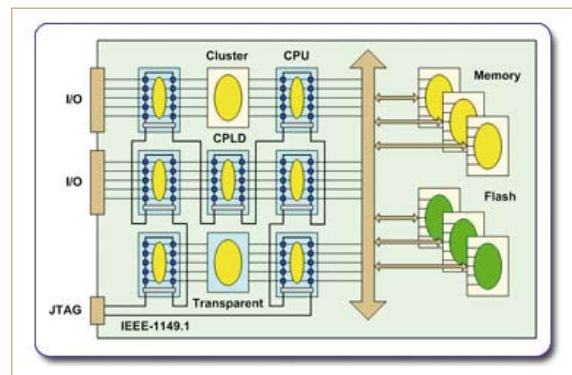 Cluster
CPU
Memory
I/O
CPLD
I/O
Flash
Transparent
JTAG
IEEE-1149.1